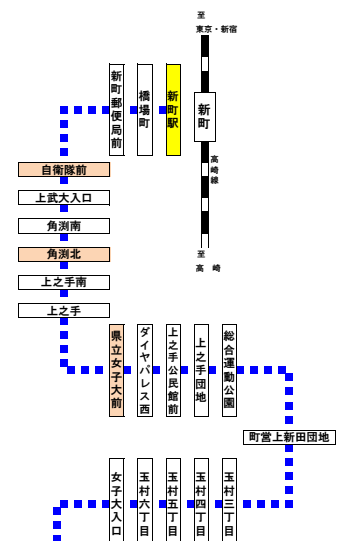 至
東京・新宿
新町郵便局前
橋場町
新町駅
新町
高崎線
至
高　崎
自衛隊前
上武大入口
角渕南
角渕北
上之手南
上之手
県立女子大前
ダイヤパレス西
上之手公民館前
上之手団地
総合運動公園
町営上新田団地
女子大入口
玉村六丁目
玉村五丁目
玉村四丁目
玉村三丁目